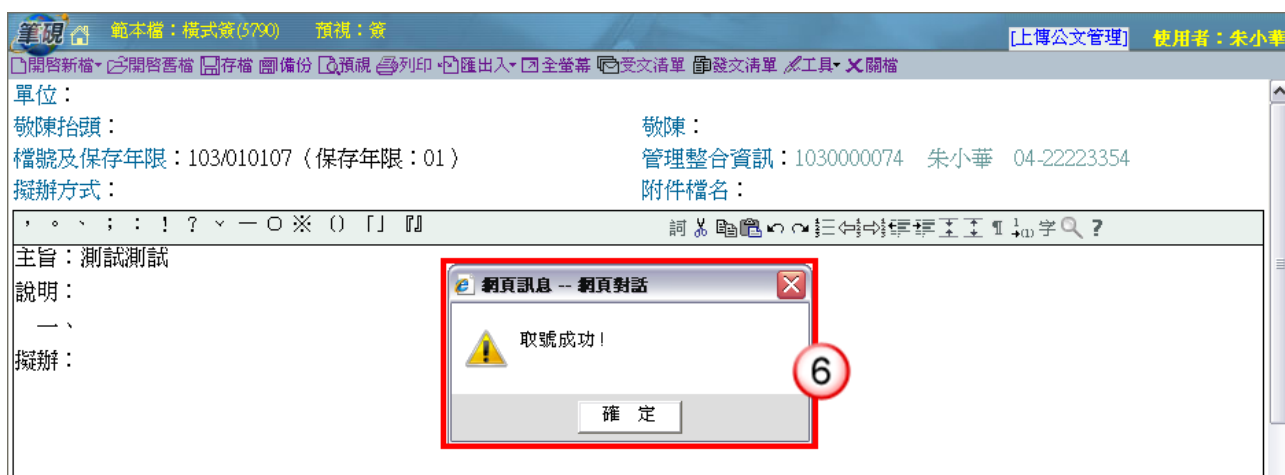 筆硯 範本檔：橫式簽(5790) 預視：簽 [上傳公文管理] 使用者：朱小華
開啓新檔 開啓舊檔 存檔 備份 預視 列印 匯出入 全螢幕 受文清單 發文清單 工具 關檔
單位：
敬陳抬頭： 敬陳：
檔號及保存年限：103/010107（保存年限：01） 管理整合資訊：1030000074 朱小華 04-22223354
擬辦方式： 附件檔名：
，。、；：！？ˇ—○※（）「」『』 詞 字 ?
主旨：測試測試
說明：
一、
擬辦：
網頁訊息 -- 網頁對話
取號成功！
6
確 定